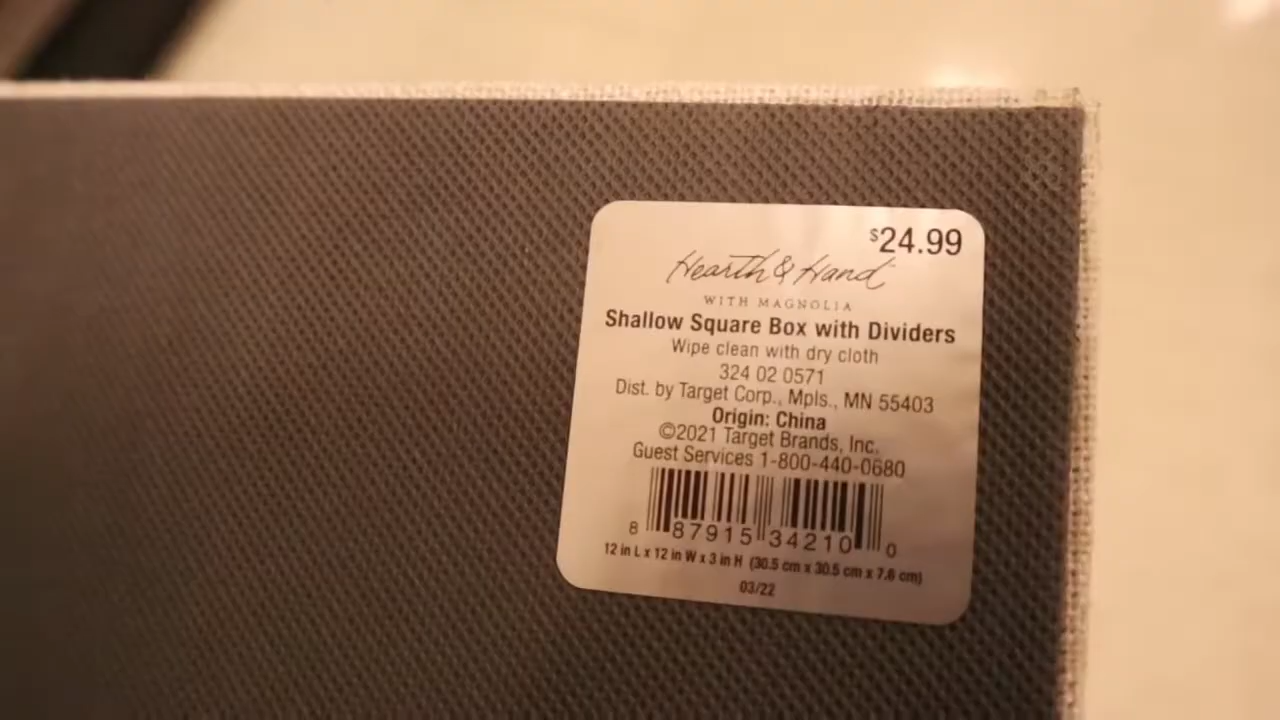 $24.99
Hearth & Hand
WITH MAGNOLIA
Shallow Square Box with Dividers
Wipe clean with dry cloth
324 02 0571
Dist. by Target Corp., Mpls., MN 55403
Origin: China
©2021 Target Brands, Inc.
Guest Services 1-800-440-0680
8 87915 34210 0
12 in L x 12 in W x 3 in H (30.5 cm x 30.5 cm x 7.6 cm)
03/22